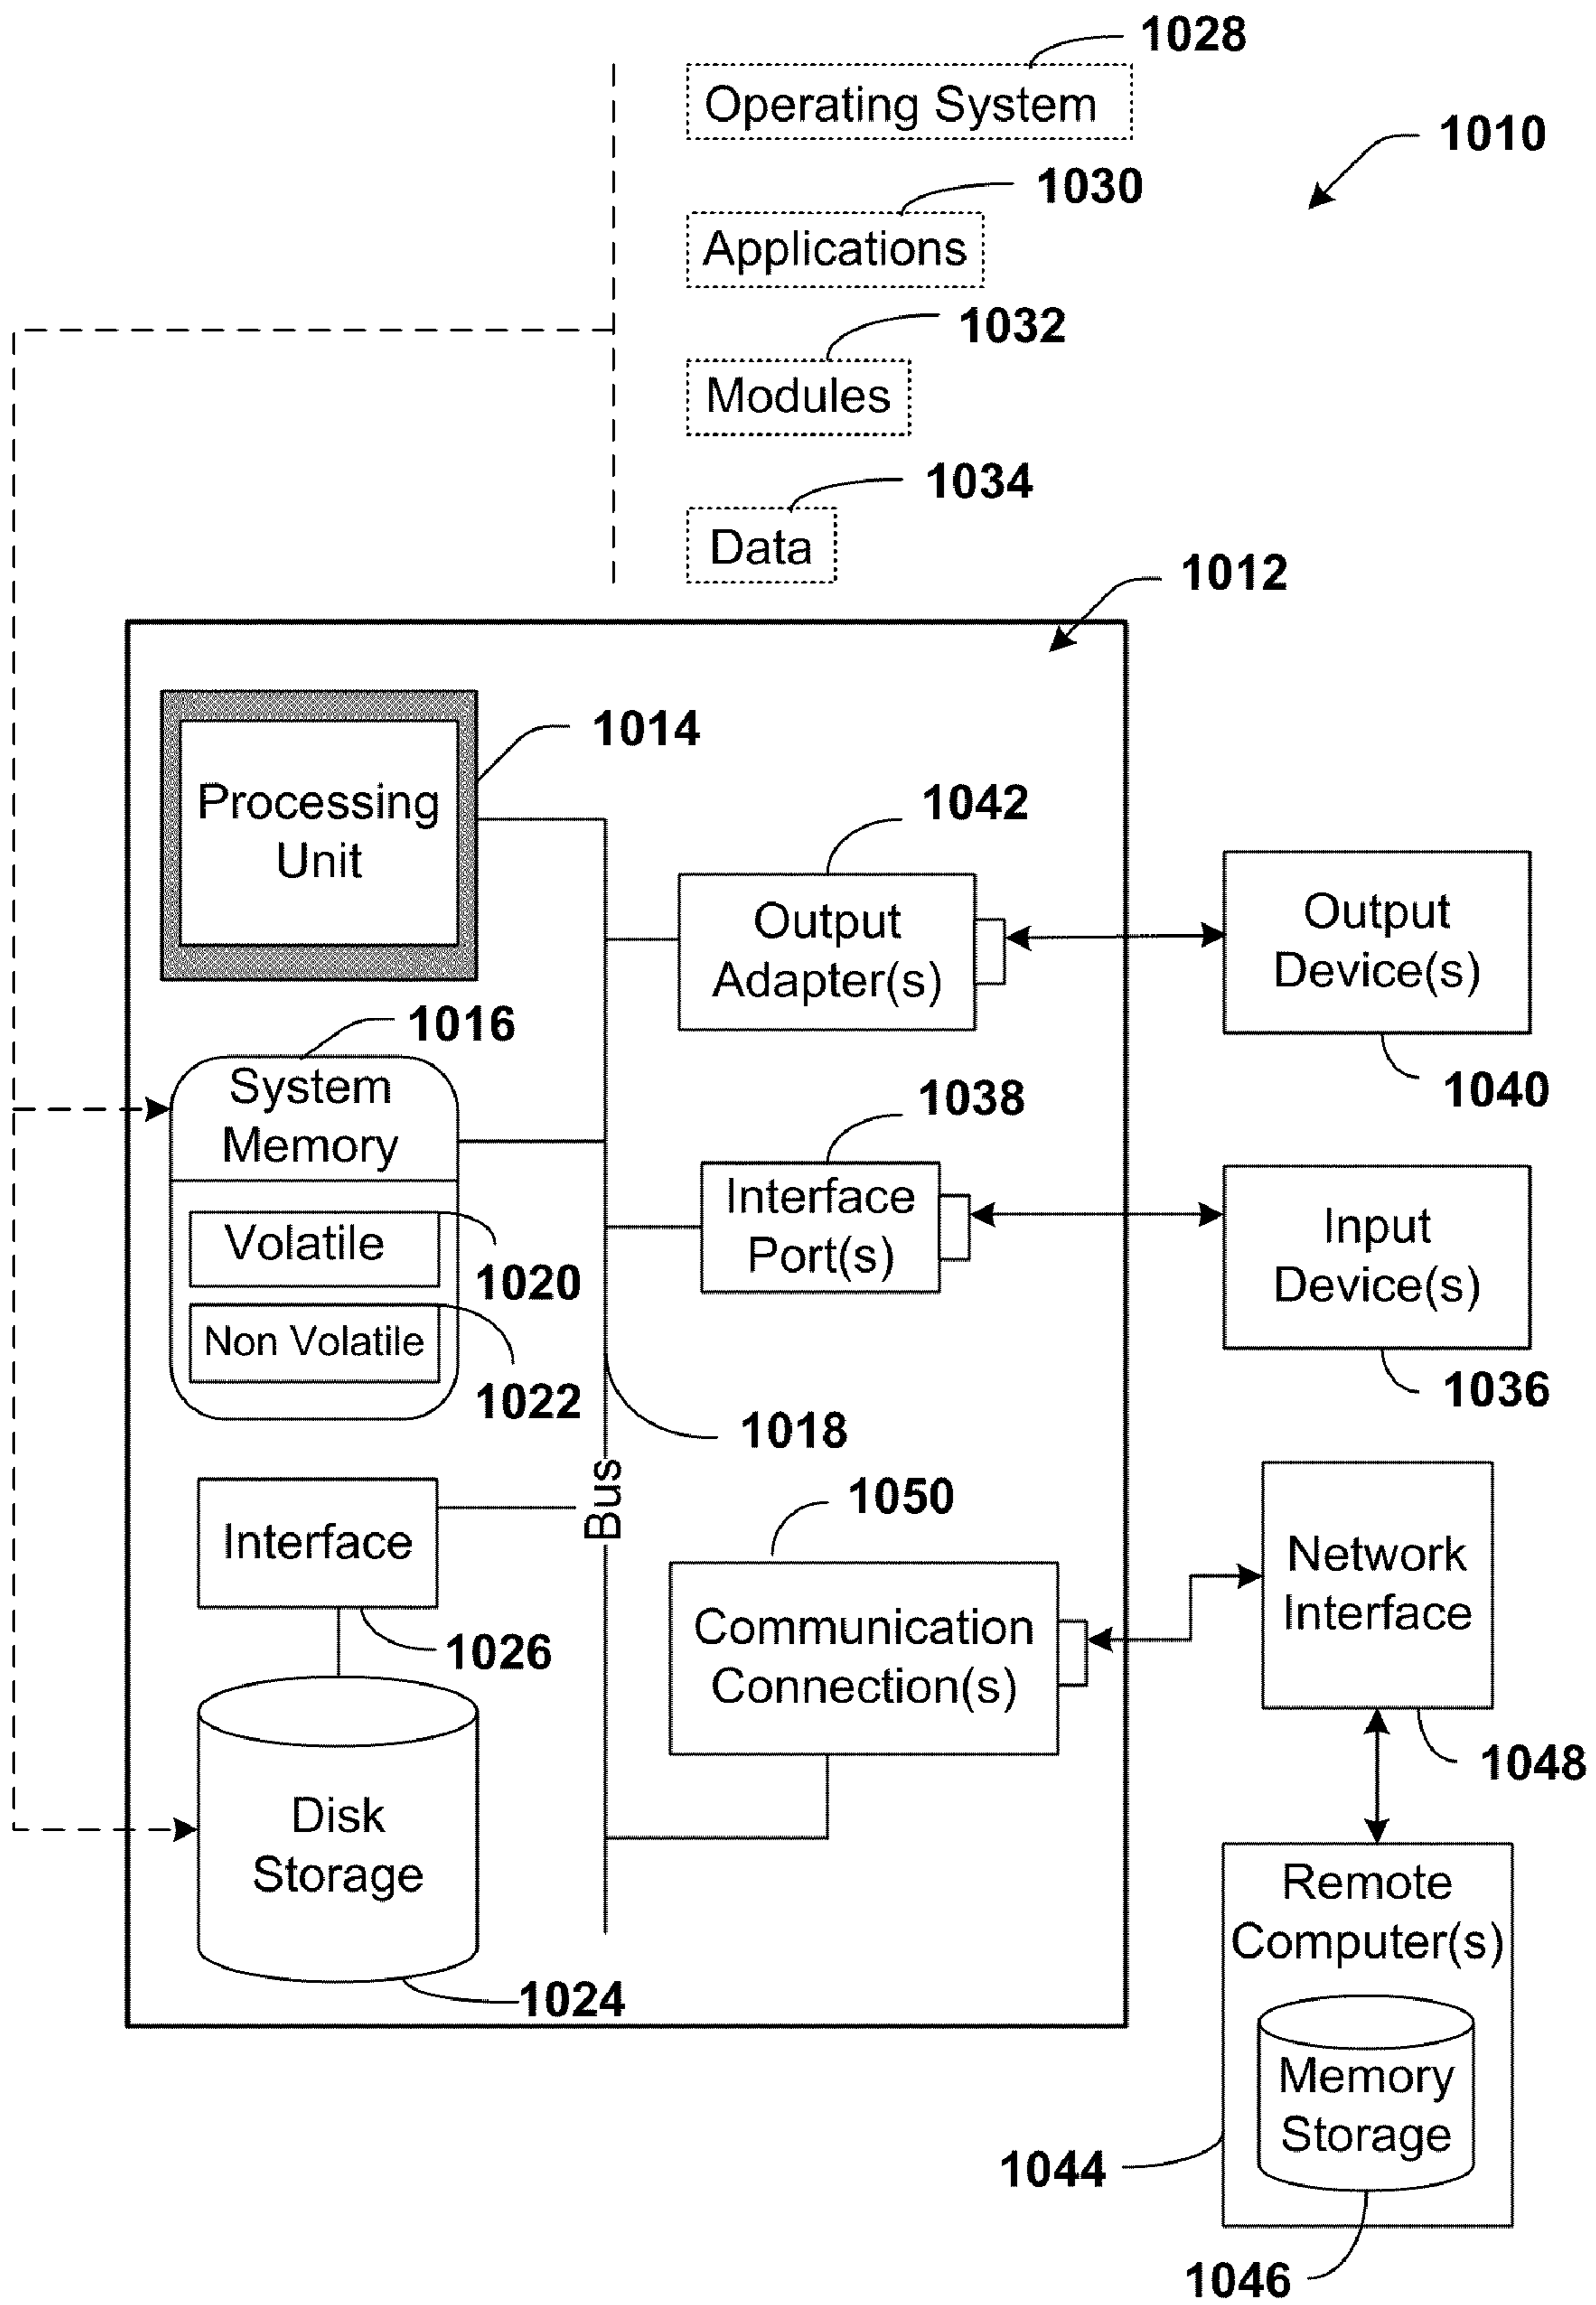 1028
Operating System
1010
1030
Applications
1032
Modules
1034
Data
1012
1014
Processing
Unit
1042
Output
Adapter(s)
Output
Device(s)
1040
1016
System
Memory
1038
Interface
Port(s)
Input
Device(s)
1036
Volatile
1020
Non Volatile
1022
1018
Bus
1050
Interface
1026
Communication
Connection(s)
Network
Interface
1048
Disk
Storage
1024
Remote
Computer(s)
Memory
Storage
1044
1046